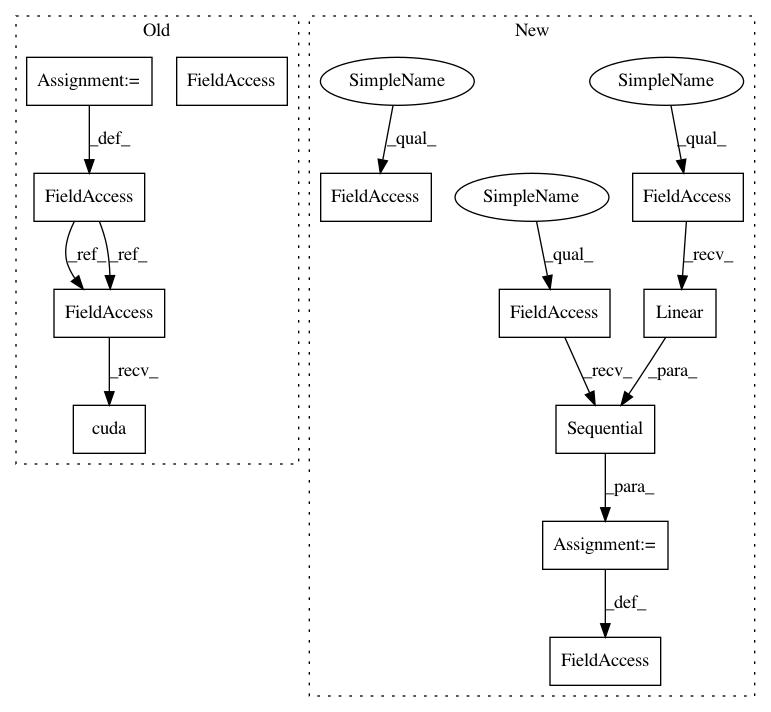 Old
New
Assignment:=
FieldAccess
SimpleName
SimpleName
_def_
_qual_
_qual_
FieldAccess
FieldAccess
SimpleName
FieldAccess
_ref_
_ref_
_qual_
_recv_
FieldAccess
FieldAccess
Linear
_recv_
_recv_
_para_
cuda
Sequential
_para_
Assignment:=
_def_
FieldAccess